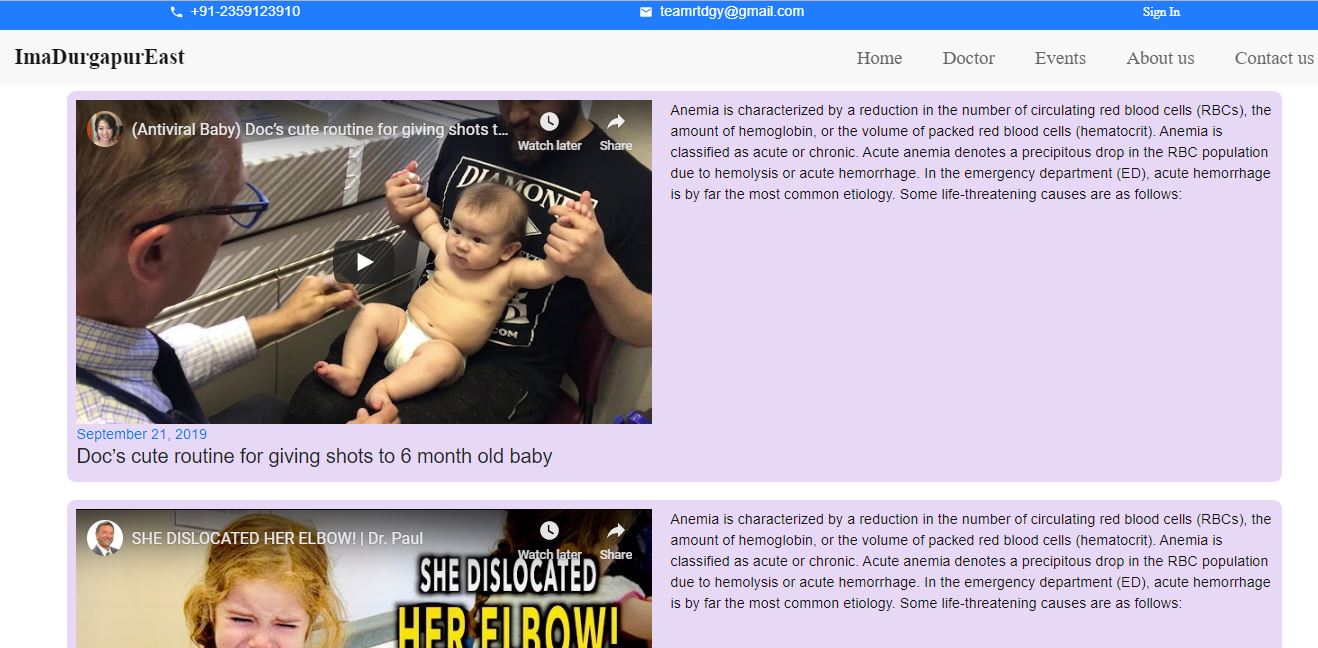 +91-2359123910
teamrtdgy@gmail.com
Sign In
ImaDurgapurEast
Home
Doctor
Events
About us
Contact us
(Antiviral Baby) Doc’s cute routine for giving shots t...
Watch later
Share
DIAMOND
.COM
September 21, 2019
Doc’s cute routine for giving shots to 6 month old baby
Anemia is characterized by a reduction in the number of circulating red blood cells (RBCs), the
amount of hemoglobin, or the volume of packed red blood cells (hematocrit). Anemia is
classified as acute or chronic. Acute anemia denotes a precipitous drop in the RBC population
due to hemolysis or acute hemorrhage. In the emergency department (ED), acute hemorrhage
is by far the most common etiology. Some life-threatening causes are as follows:
SHE DISLOCATED HER ELBOW! | Dr. Paul
Watch later
Share
SHE DISLOCATED
HER ELBOW!
Anemia is characterized by a reduction in the number of circulating red blood cells (RBCs), the
amount of hemoglobin, or the volume of packed red blood cells (hematocrit). Anemia is
classified as acute or chronic. Acute anemia denotes a precipitous drop in the RBC population
due to hemolysis or acute hemorrhage. In the emergency department (ED), acute hemorrhage
is by far the most common etiology. Some life-threatening causes are as follows: